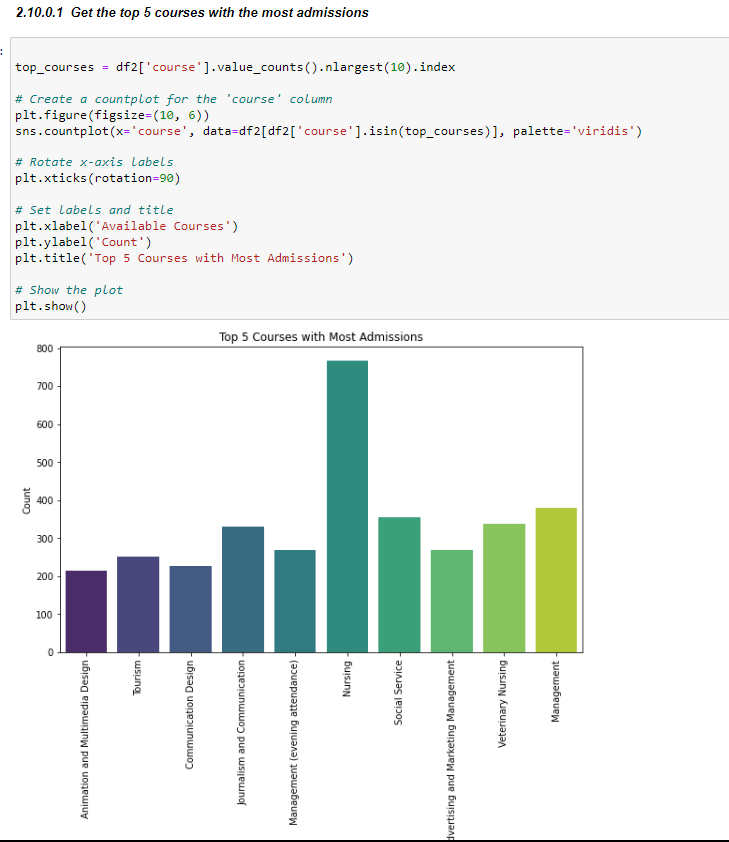 2.10.0.1 Get the top 5 courses with the most admissions
:
top_courses = df2['course'].value_counts().nlargest(10).index
# Create a countplot for the 'course' column
plt.figure(figsize=(10, 6))
sns.countplot(x='course', data=df2[df2['course'].isin(top_courses)], palette='viridis')
# Rotate x-axis labels
plt.xticks(rotation=90)
# Set labels and title
plt.xlabel('Available Courses')
plt.ylabel('Count')
plt.title('Top 5 Courses with Most Admissions')
# Show the plot
plt.show()
Top 5 Courses with Most Admissions
800
700
600
500
400
300
200
100
0
Count
Animation and Multimedia Design
Tourism
Communication Design
Journalism and Communication
Management (evening attendance)
Nursing
Social Service
dvertising and Marketing Management
Veterinary Nursing
Management